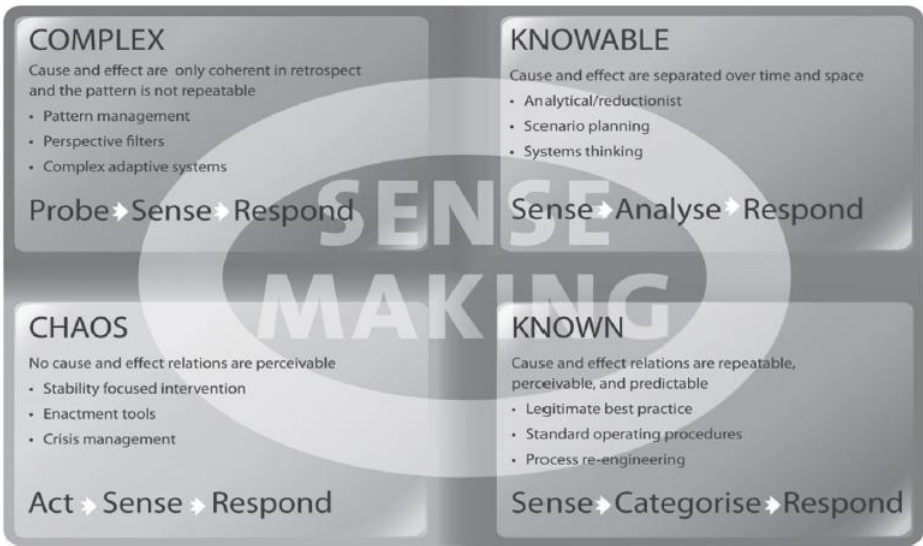 COMPLEX
Cause and effect are only coherent in retrospect
and the pattern is not repeatable
• Pattern management
• Perspective filters
• Complex adaptive systems
Probe Sense Respond
KNOWABLE
Cause and effect are separated over time and space
• Analytical/reductionist
• Scenario planning
• Systems thinking
Sense Analyse Respond
SENSE
MAKING
CHAOS
No cause and effect relations are perceivable
• Stability focused intervention
• Enactment tools
• Crisis management
Act Sense Respond
KNOWN
Cause and effect relations are repeatable,
perceivable, and predictable
• Legitimate best practice
• Standard operating procedures
• Process re-engineering
Sense Categorise Respond